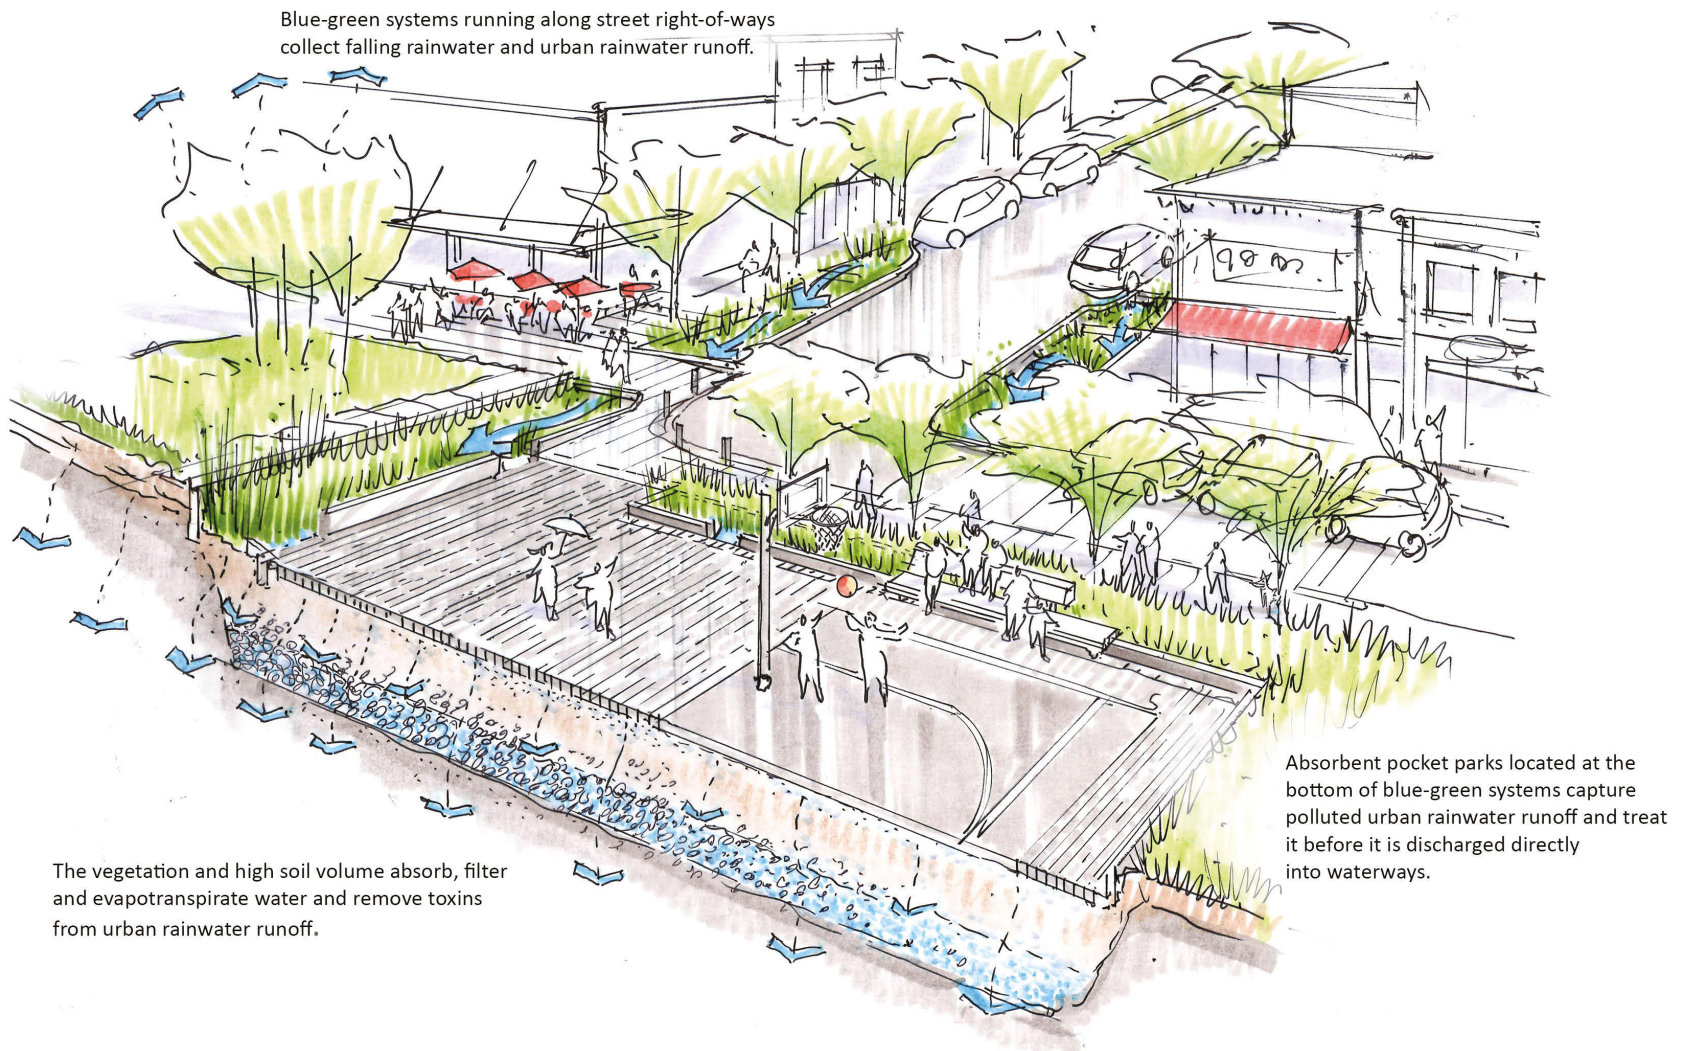 Blue-green systems running along street right-of-ways
collect falling rainwater and urban rainwater runoff.
Absorbent pocket parks located at the
bottom of blue-green systems capture
polluted urban rainwater runoff and treat
it before it is discharged directly
into waterways.
The vegetation and high soil volume absorb, filter
and evapotranspirate water and remove toxins
from urban rainwater runoff.